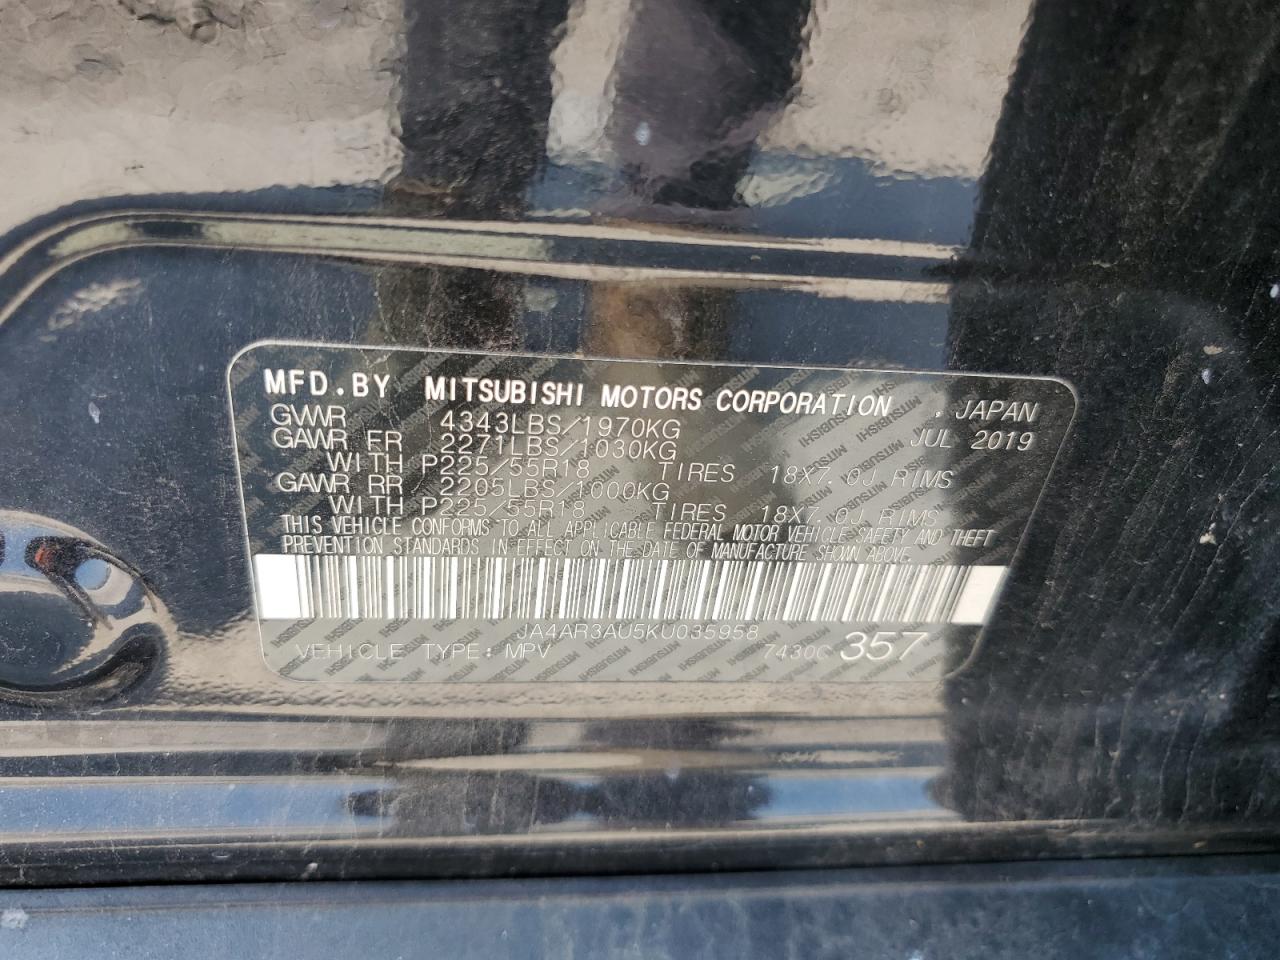 MFD.BY MITSUBISHI MOTORS CORPORATION . JAPAN
GVWR 4343LBS/1970KG JUL 2019
GAWR FR 2271LBS/1030KG
WITH P225/55R18 TIRES 18X7.0J RIMS
GAWR RR 2205LBS/1000KG
WITH P225/55R18 TIRES 18X7.0J RIMS
THIS VEHICLE CONFORMS TO ALL APPLICABLE FEDERAL MOTOR VEHICLE SAFETY AND THEFT
PREVENTION STANDARDS IN EFFECT ON THE DATE OF MANUFACTURE SHOWN ABOVE.
JA4AR3AU5KU035958
VEHICLE TYPE: MPV 7430C 357